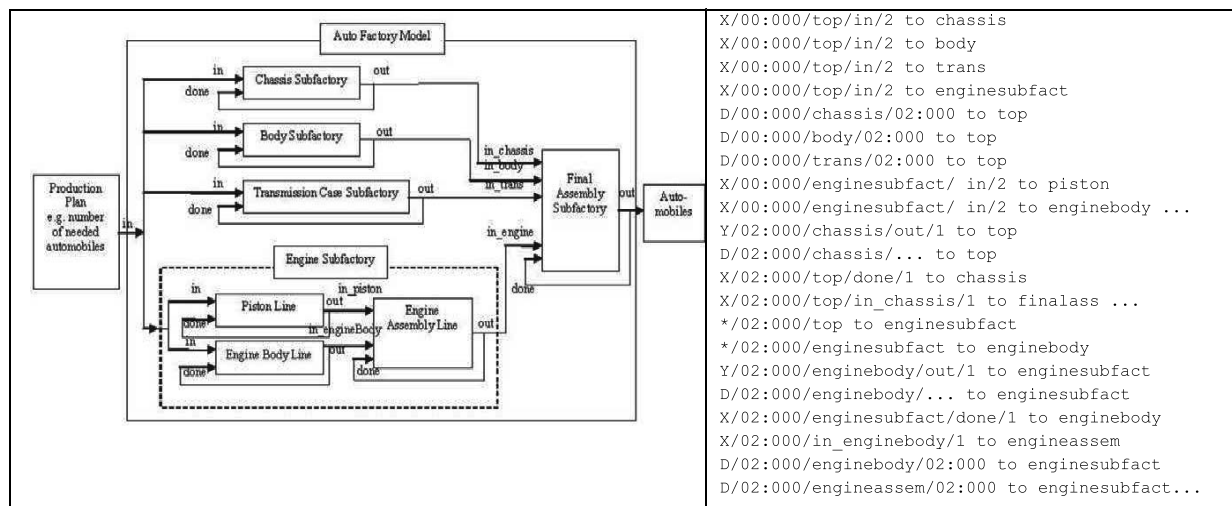 Auto Factory Model
in
Chassis Subfactory
out
done
in
Body Subfactory
out
done
in
Transmission Case Subfactory
out
done
Production
Plan
e.g. number
of needed
automobiles
in
in_chassis
in_body
in_trans
in_engine
Final
Assembly
Subfactory
out
done
Auto-
mobiles
Engine Subfactory
in
Piston Line
out
done
in_piston
in
Engine Body Line
out
done
in_engineBody
Engine
Assembly Line
out
done
X/00:000/top/in/2 to chassis
X/00:000/top/in/2 to body
X/00:000/top/in/2 to trans
X/00:000/top/in/2 to enginesubfact
D/00:000/chassis/02:000 to top
D/00:000/body/02:000 to top
D/00:000/trans/02:000 to top
X/00:000/enginesubfact/ in/2 to piston
X/00:000/enginesubfact/ in/2 to enginebody ...
Y/02:000/chassis/out/1 to top
D/02:000/chassis/... to top
X/02:000/top/done/1 to chassis
X/02:000/top/in_chassis/1 to finalass ...
*/02:000/top to enginesubfact
*/02:000/enginesubfact to enginebody
Y/02:000/enginebody/out/1 to enginesubfact
D/02:000/enginebody/... to enginesubfact
X/02:000/enginesubfact/done/1 to enginebody
X/02:000/in_enginebody/1 to engineassem
D/02:000/enginebody/02:000 to enginesubfact
D/02:000/engineassem/02:000 to enginesubfact...